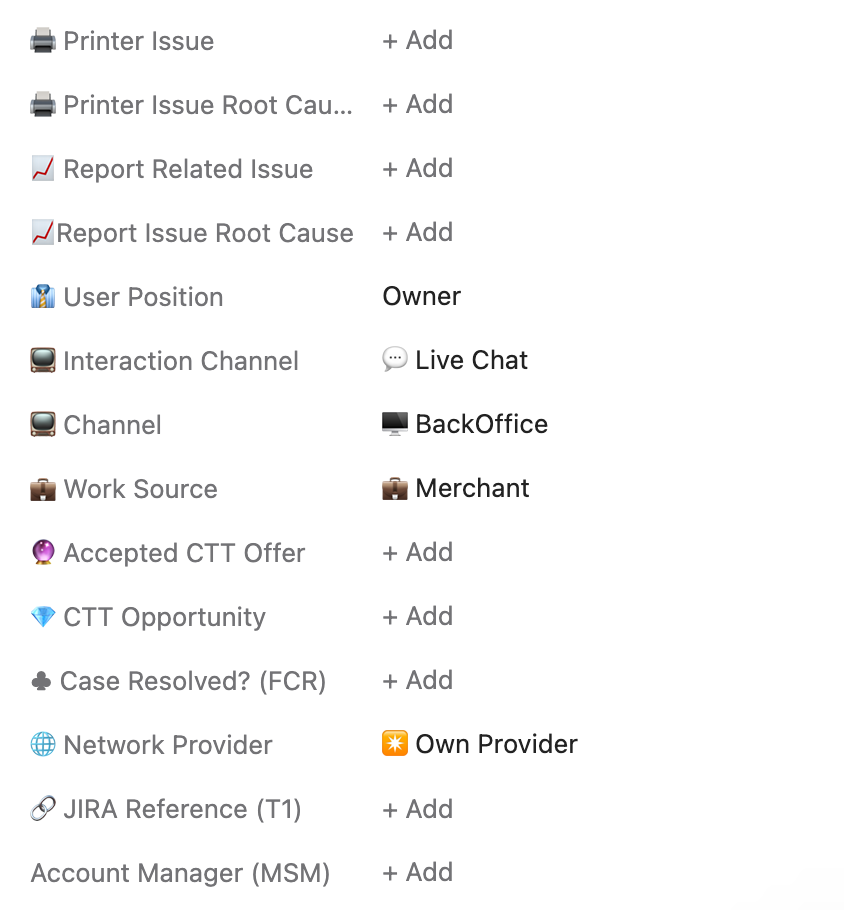 Printer Issue + Add
Printer Issue Root Cau... + Add
Report Related Issue + Add
Report Issue Root Cause + Add
User Position Owner
Interaction Channel Live Chat
Channel BackOffice
Work Source Merchant
Accepted CTT Offer + Add
CTT Opportunity + Add
Case Resolved? (FCR) + Add
Network Provider Own Provider
JIRA Reference (T1) + Add
Account Manager (MSM) + Add